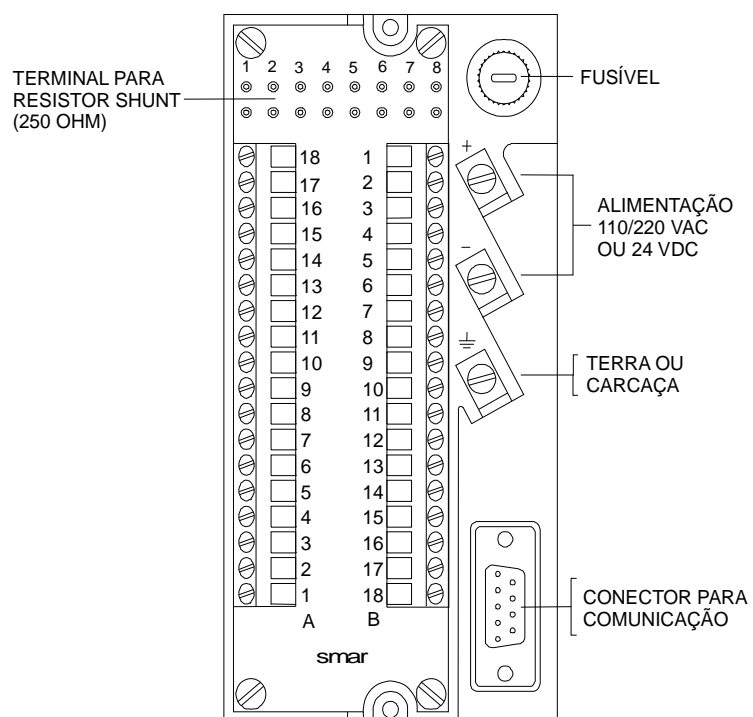 1 2 3 4 5 6 7 8
TERMINAL PARA
RESISTOR SHUNT
(250 OHM)
FUSÍVEL
+
18 1
17 2
16 3
15 4
14 5
13 6
12 7
11 8
10 9
9 10
8 11
7 12
6 13
5 14
4 15
3 16
2 17
1 18
A B
smar
ALIMENTAÇÃO
110/220 VAC
OU 24 VDC
-
TERRA OU
CARCAÇA
CONECTOR PARA
COMUNICAÇÃO